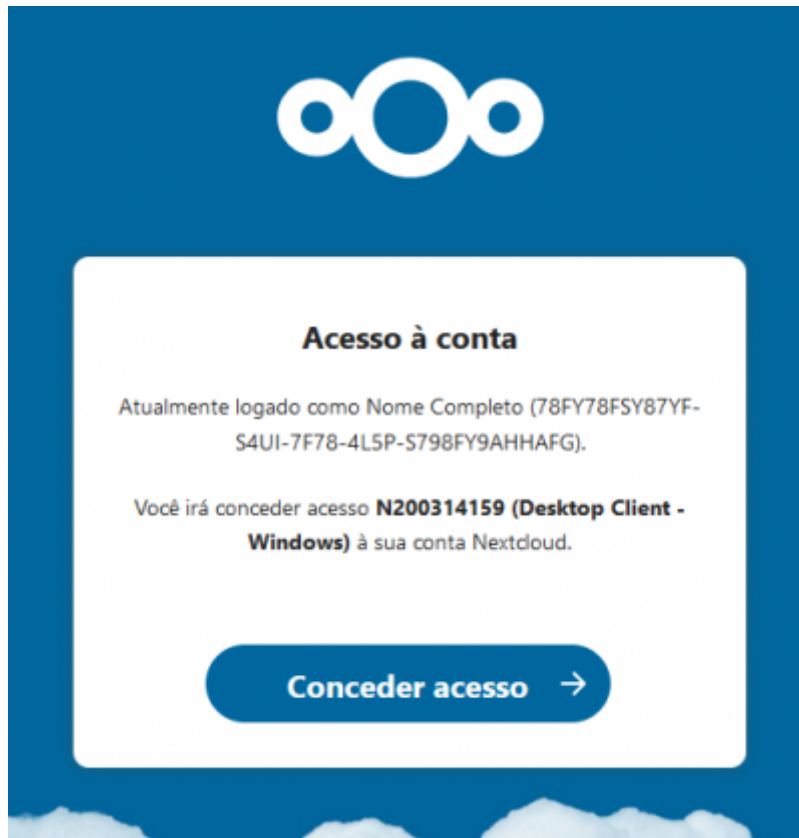 Acesso à conta
Atualmente logado como Nome Completo (78FY78FSY87YF-
S4UI-7F78-4L5P-S798FY9AHHAFG).
Você irá conceder acesso N200314159 (Desktop Client -
Windows) à sua conta Nextcloud.
Conceder acesso →